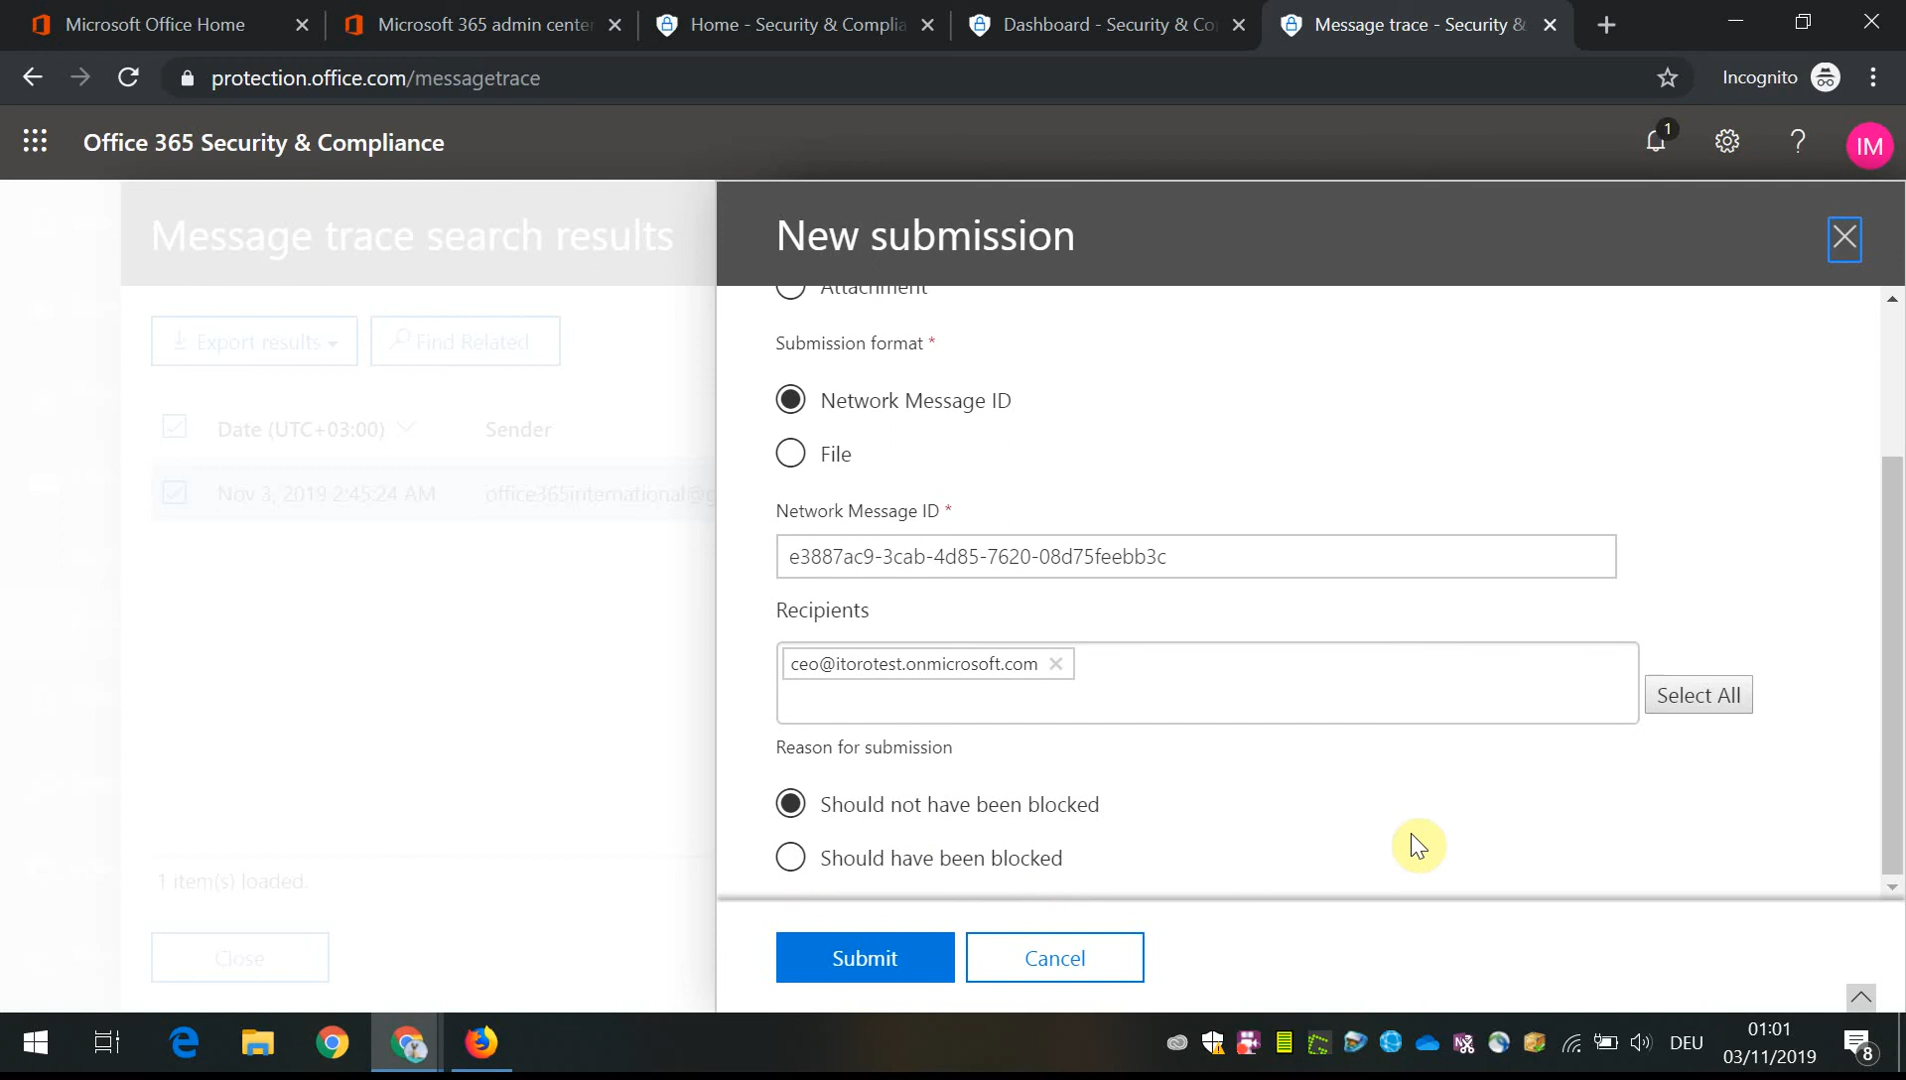 Microsoft Office Home
Microsoft 365 admin center
Home - Security & Complia
Dashboard - Security & Co
Message trace - Security &
protection.office.com/messagetrace
Incognito
Office 365 Security & Compliance
1
IM
Message trace search results
New submission
Attachment
Export results
Find Related
Submission format *
Network Message ID
File
Date (UTC+03:00)
Sender
Nov 3, 2019 2:45:24 AM
office365international@g
Network Message ID *
e3887ac9-3cab-4d85-7620-08d75feebb3c
Recipients
ceo@itorotest.onmicrosoft.com
Select All
Reason for submission
Should not have been blocked
Should have been blocked
1 item(s) loaded.
Close
Submit
Cancel
DEU
01:01
03/11/2019
8